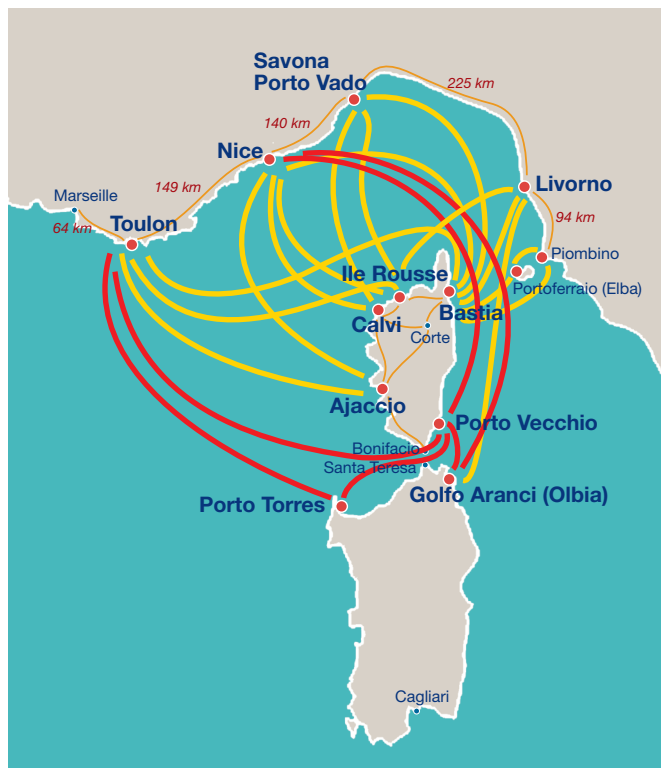 Savona
Porto Vado
225 km
140 km
Nice
149 km
Livorno
Marseille
64 km
Toulon
94 km
Piombino
Ile Rousse
Portoferraio (Elba)
Calvi
Bastia
Corte
Ajaccio
Porto Vecchio
Bonifacio
Santa Teresa
Porto Torres
Golfo Aranci (Olbia)
Cagliari